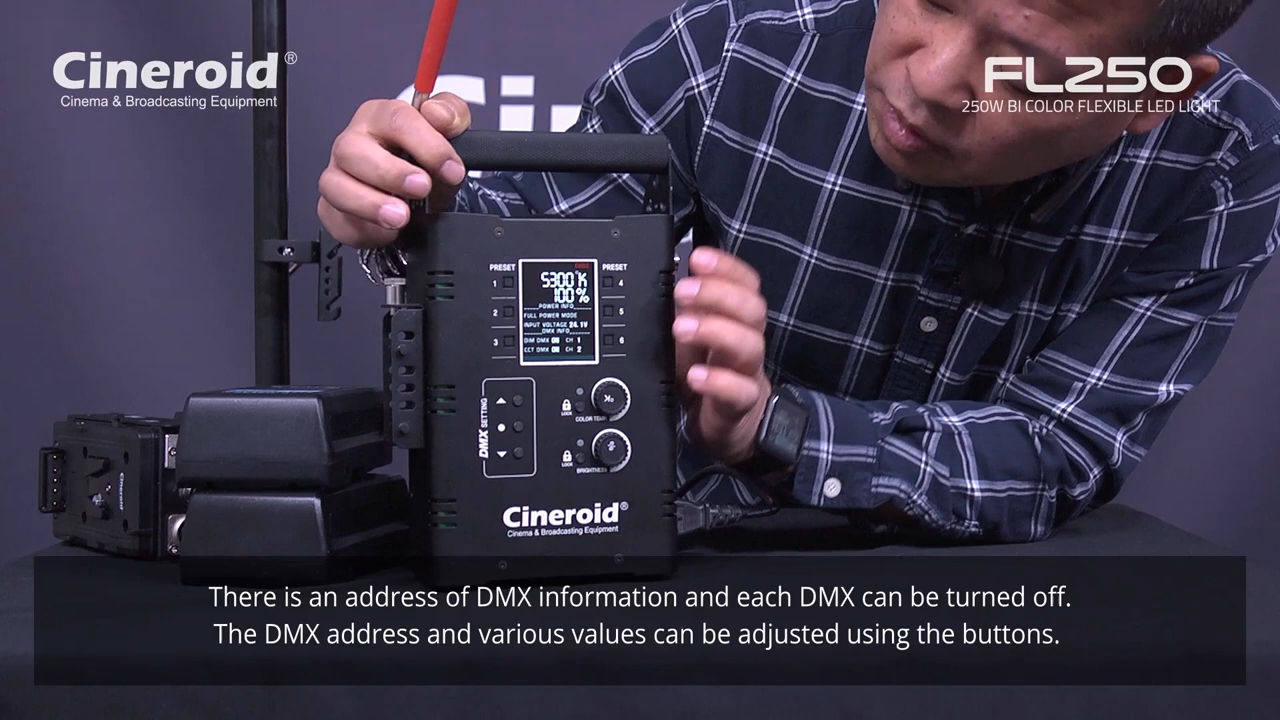 Cineroid®
Cinema & Broadcasting Equipment
FL250
250W BI COLOR FLEXIBLE LED LIGHT
PRESET
PRESET
1
2
3
4
5
6
5300°K
100%
POWER INFO
FULL POWER MODE
INPUT VOLTAGE 24.1V
DMX INFO
DIM DMX ON CH 1
CCT DMX ON CH 2
DMX SETTING
LOCK
COLOR TEMP
LOCK
BRIGHTNESS
Cineroid®
Cinema & Broadcasting Equipment
Cineroid
There is an address of DMX information and each DMX can be turned off.
The DMX address and various values can be adjusted using the buttons.